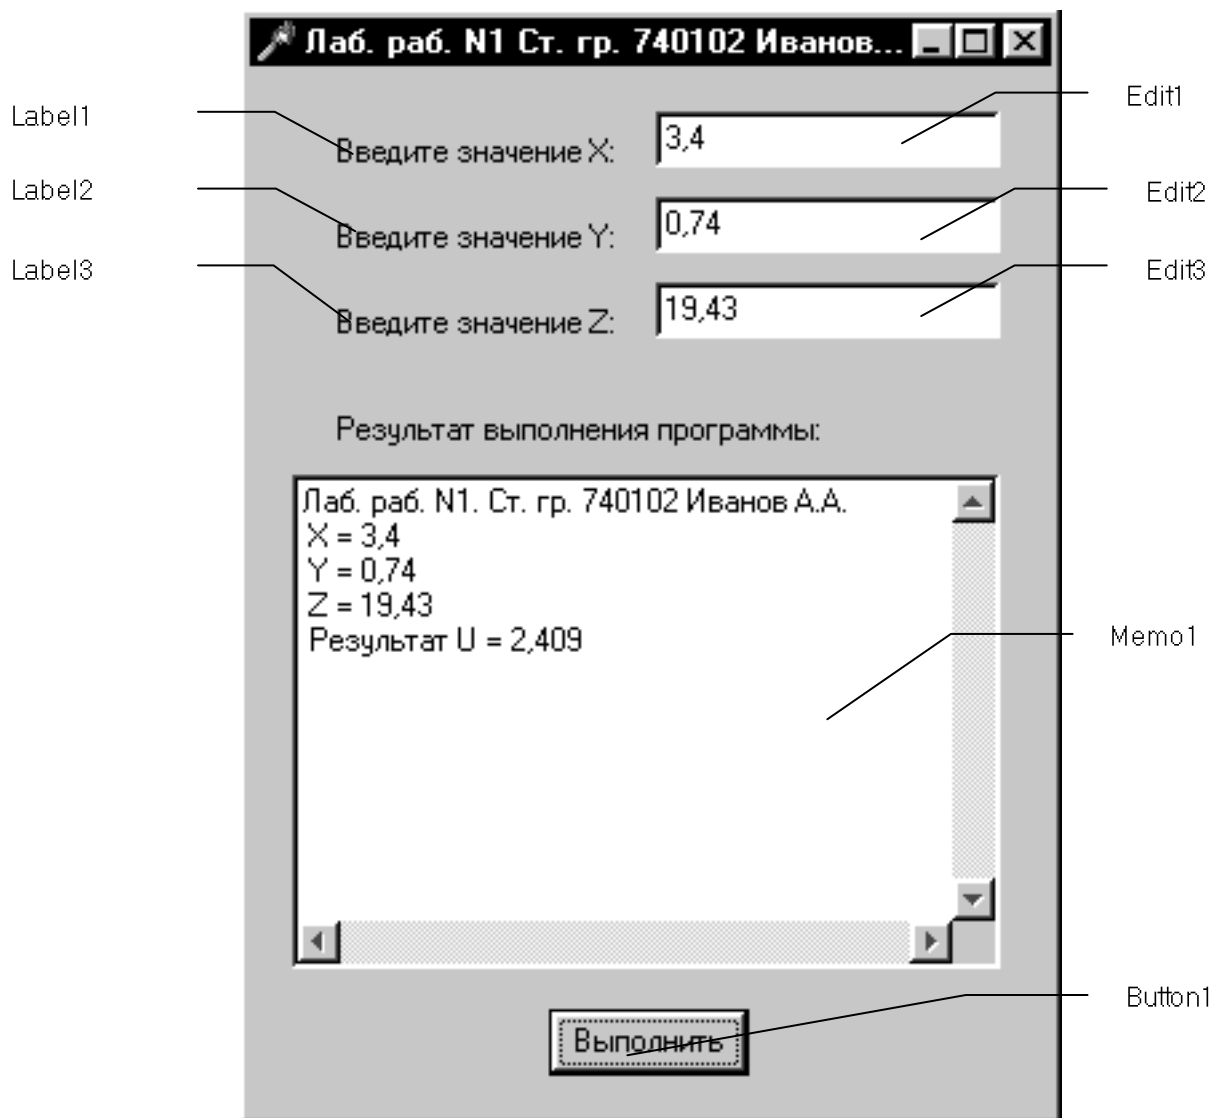 Лаб. раб. N1 Ст. гр. 740102 Иванов...
Label1
Введите значение X:
3,4
Edit1
Label2
Введите значение Y:
0,74
Edit2
Label3
Введите значение Z:
19,43
Edit3
Результат выполнения программы:
Лаб. раб. N1. Ст. гр. 740102 Иванов А.А.
X = 3,4
Y = 0,74
Z = 19,43
Результат U = 2,409
Memo1
Button1
Выполнить